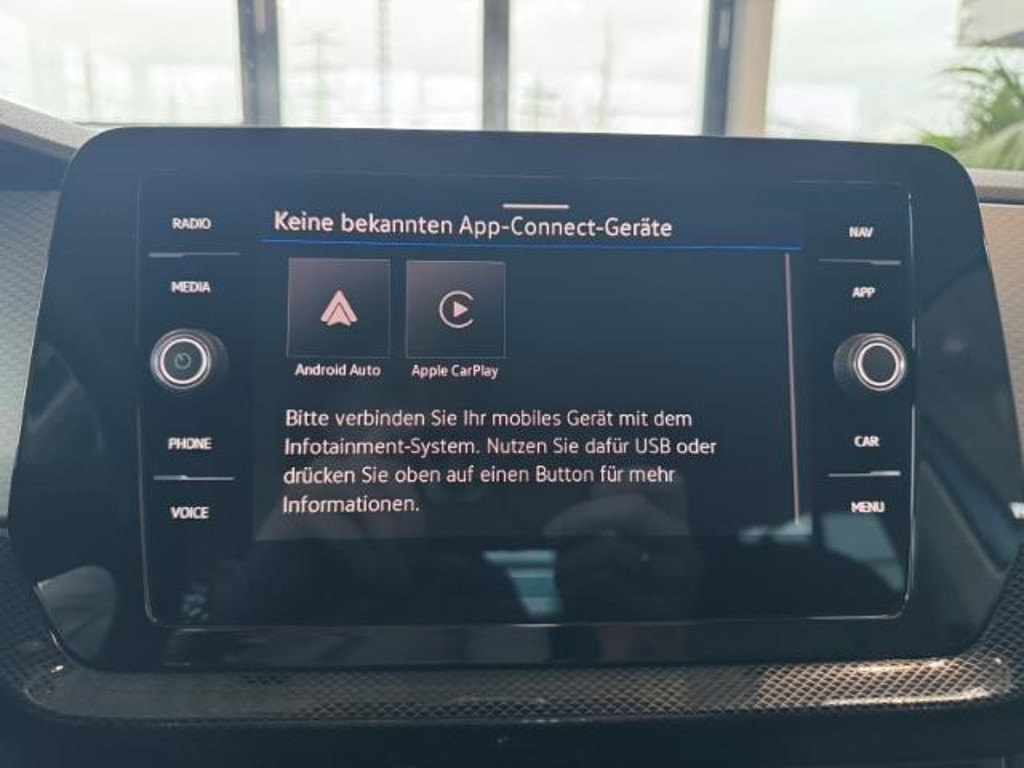 RADIO
MEDIA
PHONE
VOICE
Keine bekannten App-Connect-Geräte
Android Auto
Apple CarPlay
Bitte verbinden Sie Ihr mobiles Gerät mit dem
Infotainment-System. Nutzen Sie dafür USB oder
drücken Sie oben auf einen Button für mehr
Informationen.
NAV
APP
CAR
MENU